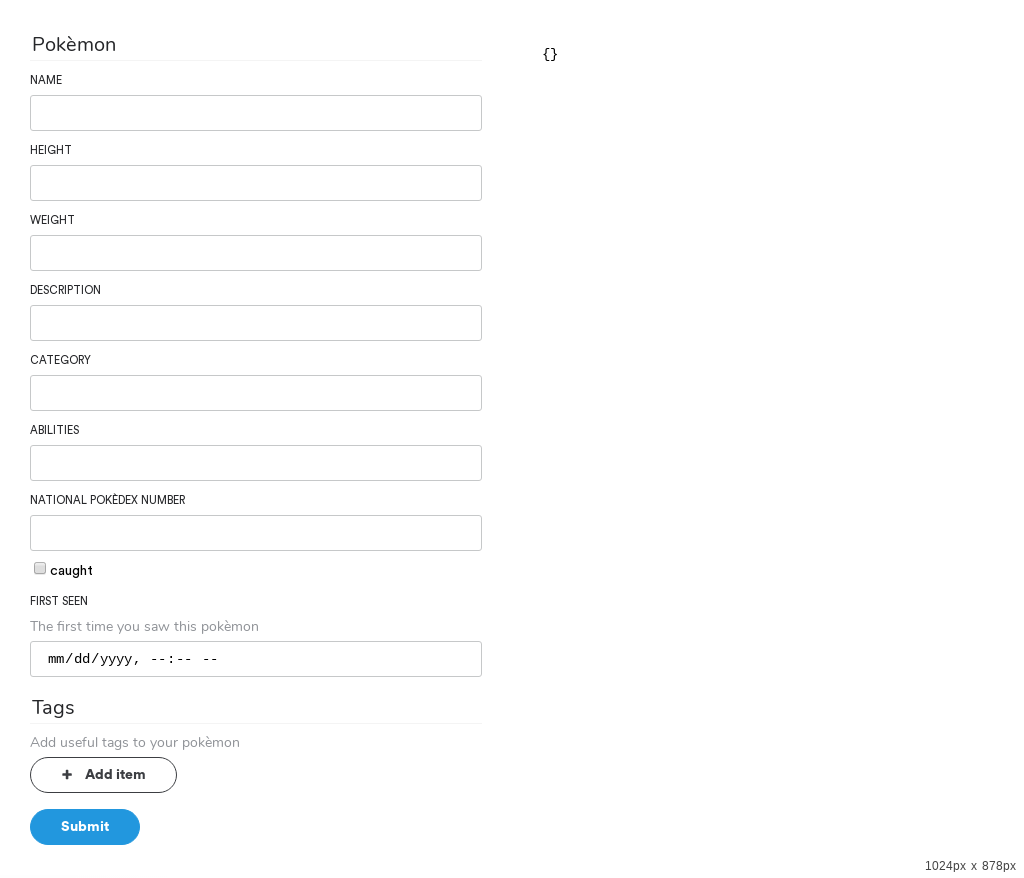 Pokèmon
{}
NAME
HEIGHT
WEIGHT
DESCRIPTION
CATEGORY
ABILITIES
NATIONAL POKÈDEX NUMBER
caught
FIRST SEEN
The first time you saw this pokèmon
mm/dd/yyyy, --:-- --
Tags
Add useful tags to your pokèmon
+ Add item
Submit
1024px x 878px